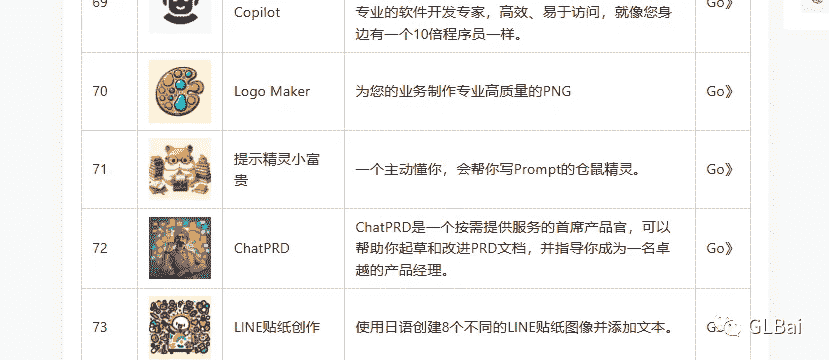 69
Copilot
专业的软件开发专家，高效、易于访问，就像您身
边有一个10倍程序员一样。
Go》
70
Logo Maker
为您的业务制作专业高质量的PNG
Go》
71
提示精灵小富
贵
一个主动懂你，会帮你写Prompt的仓鼠精灵。
Go》
72
ChatPRD
ChatPRD是一个按需提供服务的首席产品官，可以
帮助你起草和改进PRD文档，并指导你成为一名卓
越的产品经理。
Go》
73
LINE贴纸创作
使用日语创建8个不同的LINE贴纸图像并添加文本。
GLBai